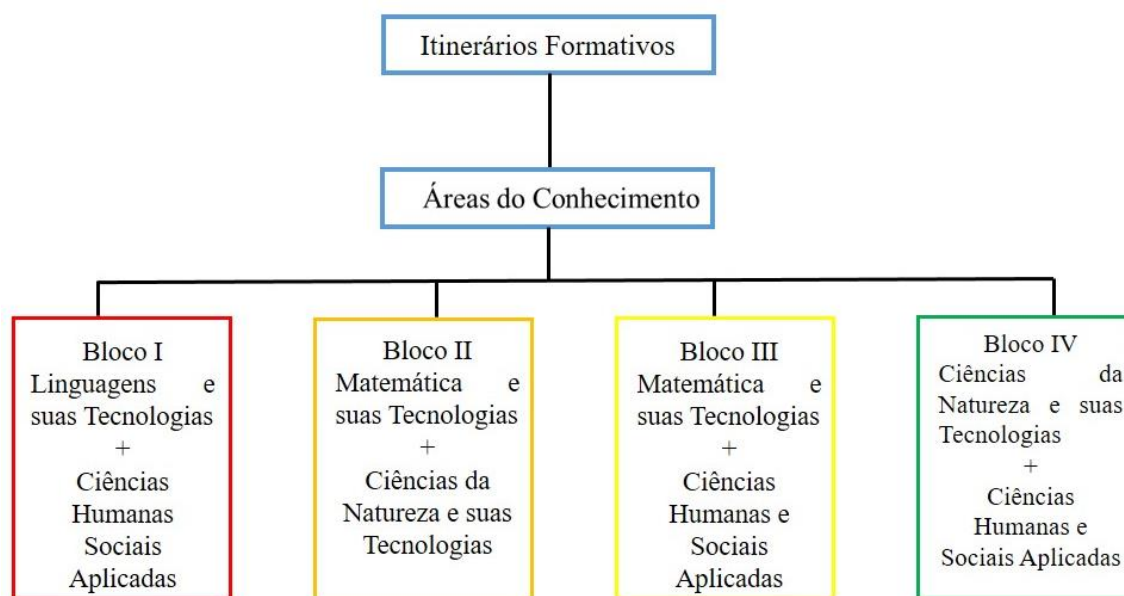 Itinerários Formativos
Áreas do Conhecimento
Bloco I
Linguagens e
suas Tecnologias
+
Ciências
Humanas
Sociais
Aplicadas
Bloco II
Matemática e
suas Tecnologias
+
Ciências da
Natureza e suas
Tecnologias
Bloco III
Matemática e
suas Tecnologias
+
Ciências
Humanas e
Sociais
Aplicadas
Bloco IV
Ciências da
Natureza e suas
Tecnologias
+
Ciências
Humanas e
Sociais Aplicadas